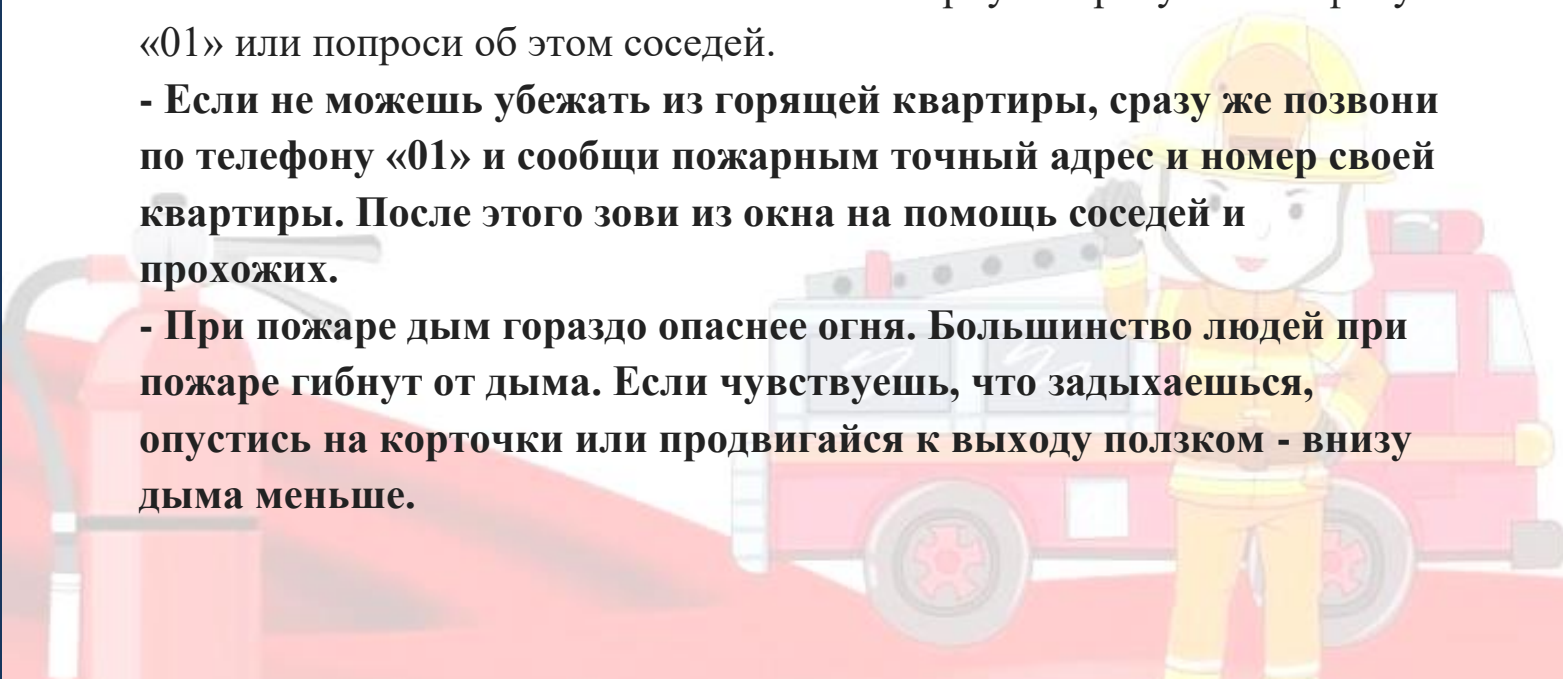 «01» или попроси об этом соседей.
- Если не можешь убежать из горящей квартиры, сразу же позвони
по телефону «01» и сообщи пожарным точный адрес и номер своей
квартиры. После этого зови из окна на помощь соседей и
прохожих.
- При пожаре дым гораздо опаснее огня. Большинство людей при
пожаре гибнут от дыма. Если чувствуешь, что задыхаешься,
опустись на корточки или продвигайся к выходу ползком - внизу
дыма меньше.